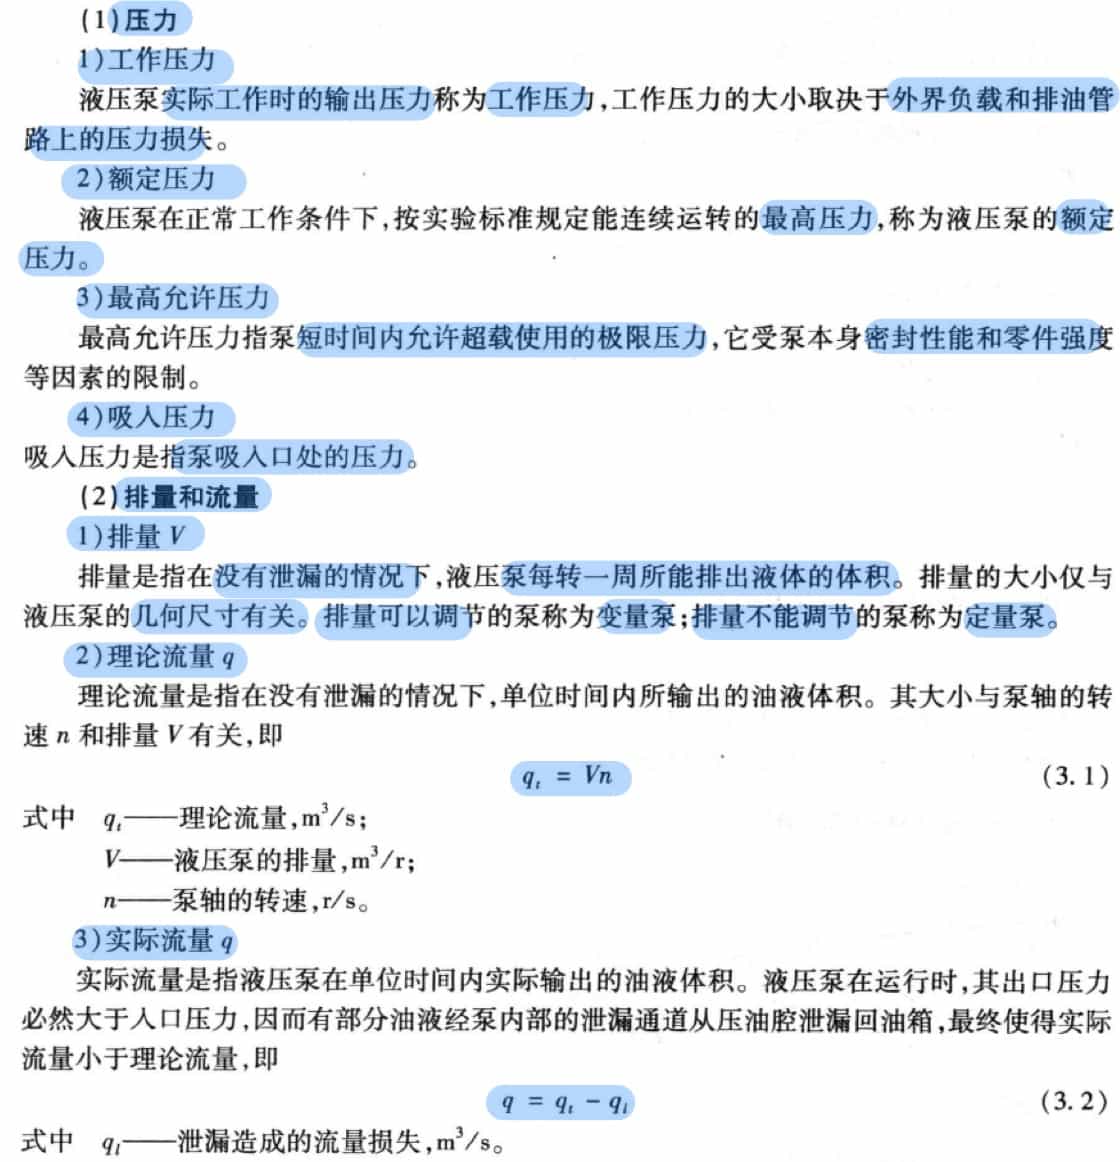 (1)压力
1)工作压力
液压泵实际工作时的输出压力称为工作压力,工作压力的大小取决于外界负载和排油管
路上的压力损失。
2)额定压力
液压泵在正常工作条件下,按实验标准规定能连续运转的最高压力,称为液压泵的额定
压力。
3)最高允许压力
最高允许压力指泵短时间内允许超载使用的极限压力,它受泵本身密封性能和零件强度
等因素的限制。
4)吸入压力
吸入压力是指泵吸入口处的压力。
(2)排量和流量
1)排量 V
排量是指在没有泄漏的情况下,液压泵每转一周所能排出液体的体积。排量的大小仅与
液压泵的几何尺寸有关。排量可以调节的泵称为变量泵;排量不能调节的泵称为定量泵。
2)理论流量 q
理论流量是指在没有泄漏的情况下,单位时间内所输出的油液体积。其大小与泵轴的转
速 n 和排量 V 有关,即
qₜ = Vn (3.1)
式中 qₜ——理论流量,m³/s;
V——液压泵的排量,m³/r;
n——泵轴的转速,r/s。
3)实际流量 q
实际流量是指液压泵在单位时间内实际输出的油液体积。液压泵在运行时,其出口压力
必然大于入口压力,因而有部分油液经泵内部的泄漏通道从压油腔泄漏回油箱,最终使得实际
流量小于理论流量,即
q = qₜ - qₗ (3.2)
式中 qₗ——泄漏造成的流量损失,m³/s。